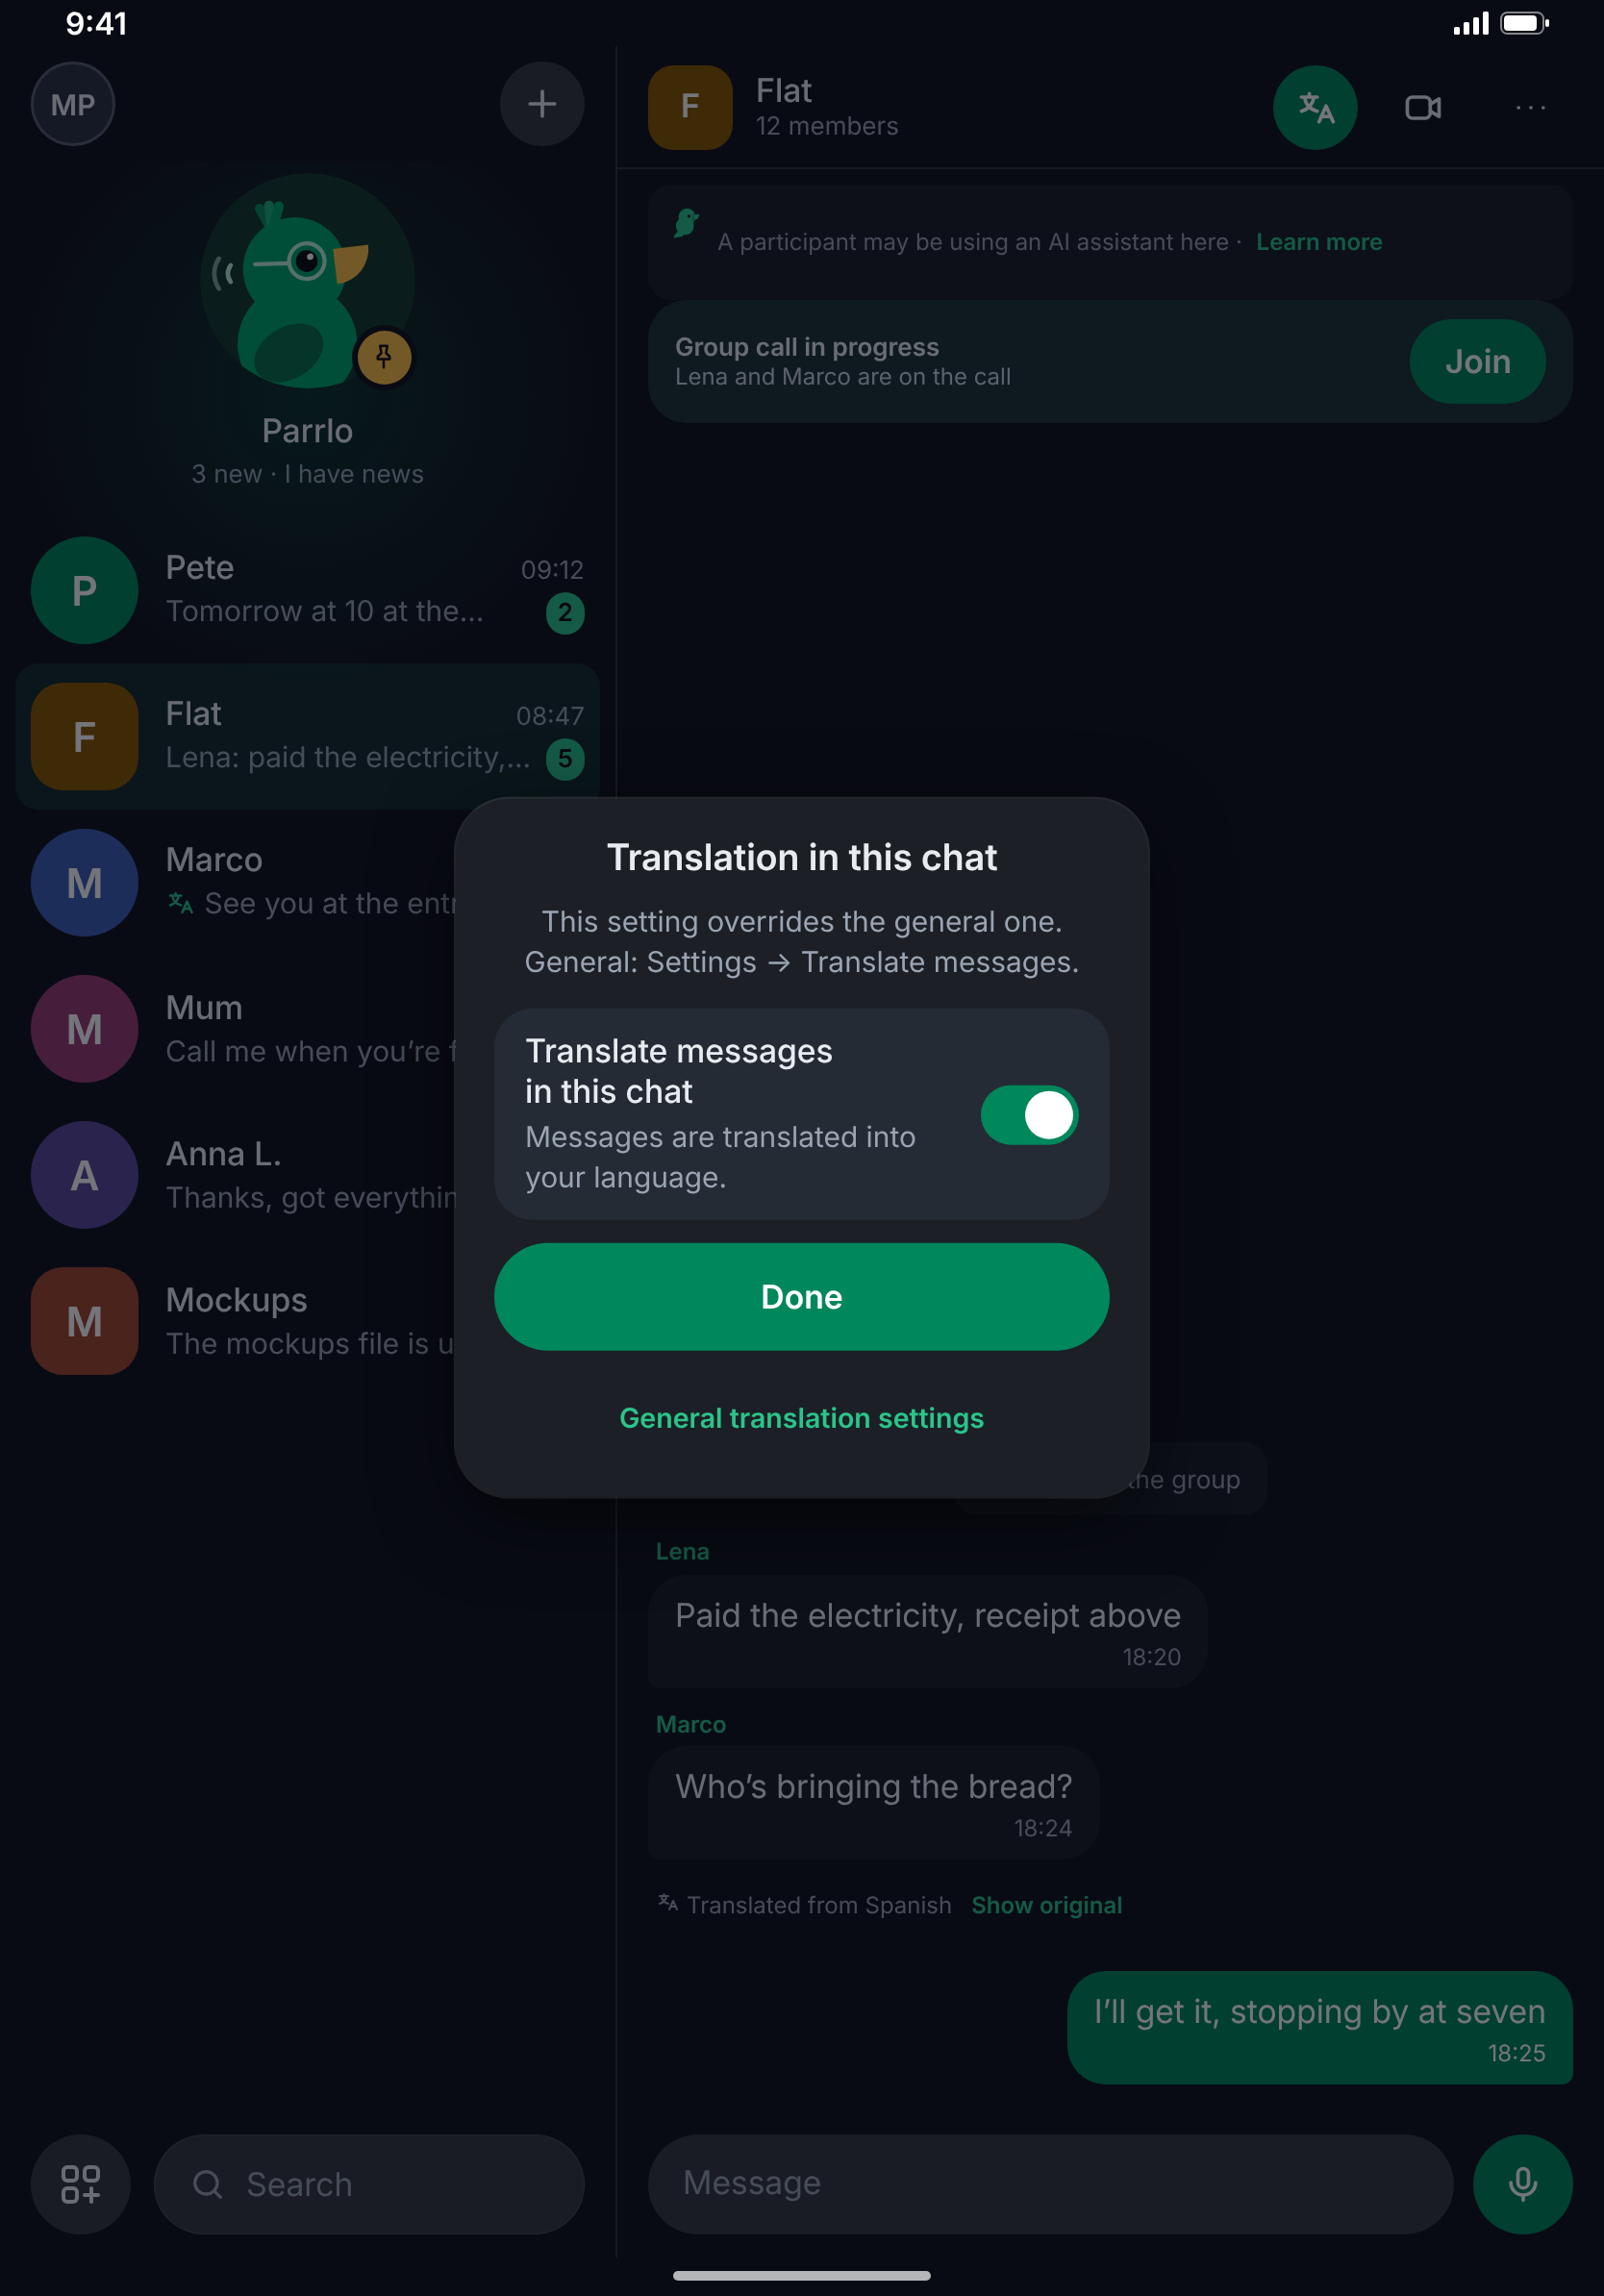 9:41
MP
F
Flat
12 members
A participant may be using an AI assistant here · Learn more
Group call in progress
Lena and Marco are on the call
Join
Parrlo
3 new · I have news
P
Pete
09:12
Tomorrow at 10 at the...
2
F
Flat
08:47
Lena: paid the electricity,...
5
M
Marco
See you at the
M
Mum
Call me when you’re
A
Anna L.
Thanks, got
M
Mockups
The mockups file is
Translation in this chat
This setting overrides the general one.
General: Settings → Translate messages.
Translate messages
in this chat
Messages are translated into
your language.
Done
General translation settings
the group
Lena
Paid the electricity, receipt above
18:20
Marco
Who’s bringing the bread?
18:24
Translated from Spanish Show original
I’ll get it, stopping by at seven
18:25
Search
Message